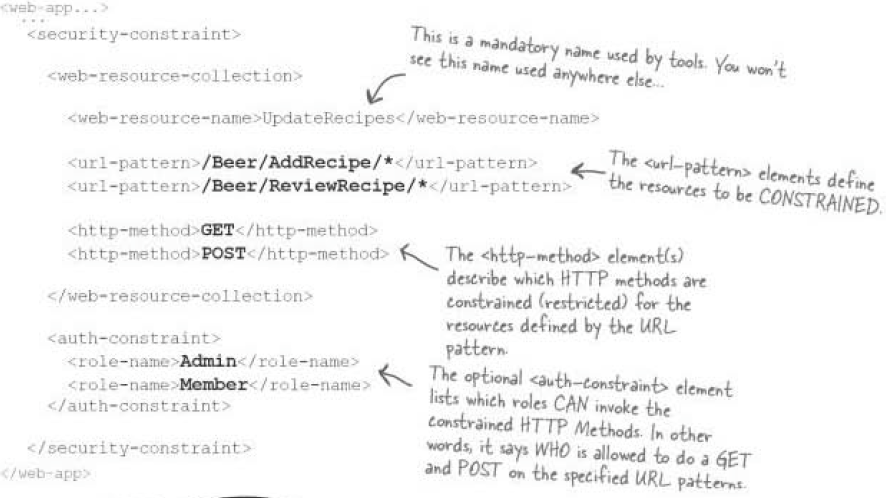 <web-app...>
...
<security-constraint>
This is a mandatory name used by tools. You won't
see this name used anywhere else...
<web-resource-collection>
<web-resource-name>UpdateRecipes</web-resource-name>
<url-pattern>/Beer/AddRecipe/*</url-pattern>
<url-pattern>/Beer/ReviewRecipe/*</url-pattern>
The <url-pattern> elements define
the resources to be CONSTRAINED.
<http-method>GET</http-method>
<http-method>POST</http-method>
The <http-method> element(s)
describe which HTTP methods are
constrained (restricted) for the
resources defined by the URL
pattern.
</web-resource-collection>
<auth-constraint>
<role-name>Admin</role-name>
<role-name>Member</role-name>
</auth-constraint>
The optional <auth-constraint> element
lists which roles CAN invoke the
constrained HTTP Methods. In other
words, it says WHO is allowed to do a GET
and POST on the specified URL patterns.
</security-constraint>
</web-app>